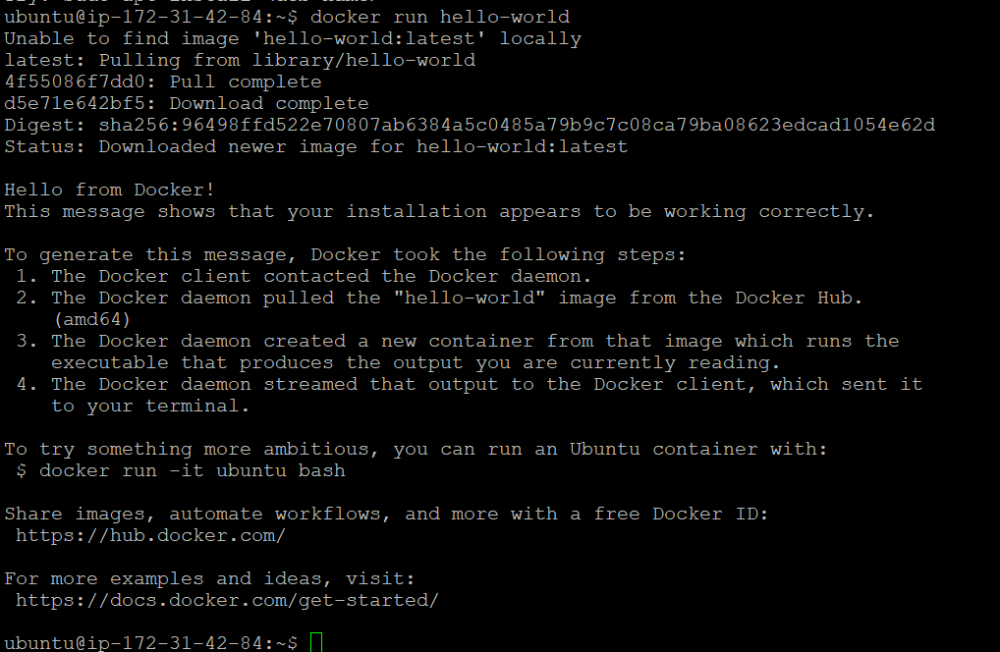 ubuntu@ip-172-31-42-84:~$ docker run hello-world
Unable to find image 'hello-world:latest' locally
latest: Pulling from library/hello-world
4f55086f7dd0: Pull complete
d5e71e642bf5: Download complete
Digest: sha256:96498ffd522e70807ab6384a5c0485a79b9c7c08ca79ba08623edcad1054e62d
Status: Downloaded newer image for hello-world:latest

Hello from Docker!
This message shows that your installation appears to be working correctly.

To generate this message, Docker took the following steps:
 1. The Docker client contacted the Docker daemon.
 2. The Docker daemon pulled the "hello-world" image from the Docker Hub.
    (amd64)
 3. The Docker daemon created a new container from that image which runs the
    executable that produces the output you are currently reading.
 4. The Docker daemon streamed that output to the Docker client, which sent it
    to your terminal.

To try something more ambitious, you can run an Ubuntu container with:
 $ docker run -it ubuntu bash

Share images, automate workflows, and more with a free Docker ID:
 https://hub.docker.com/

For more examples and ideas, visit:
 https://docs.docker.com/get-started/

ubuntu@ip-172-31-42-84:~$